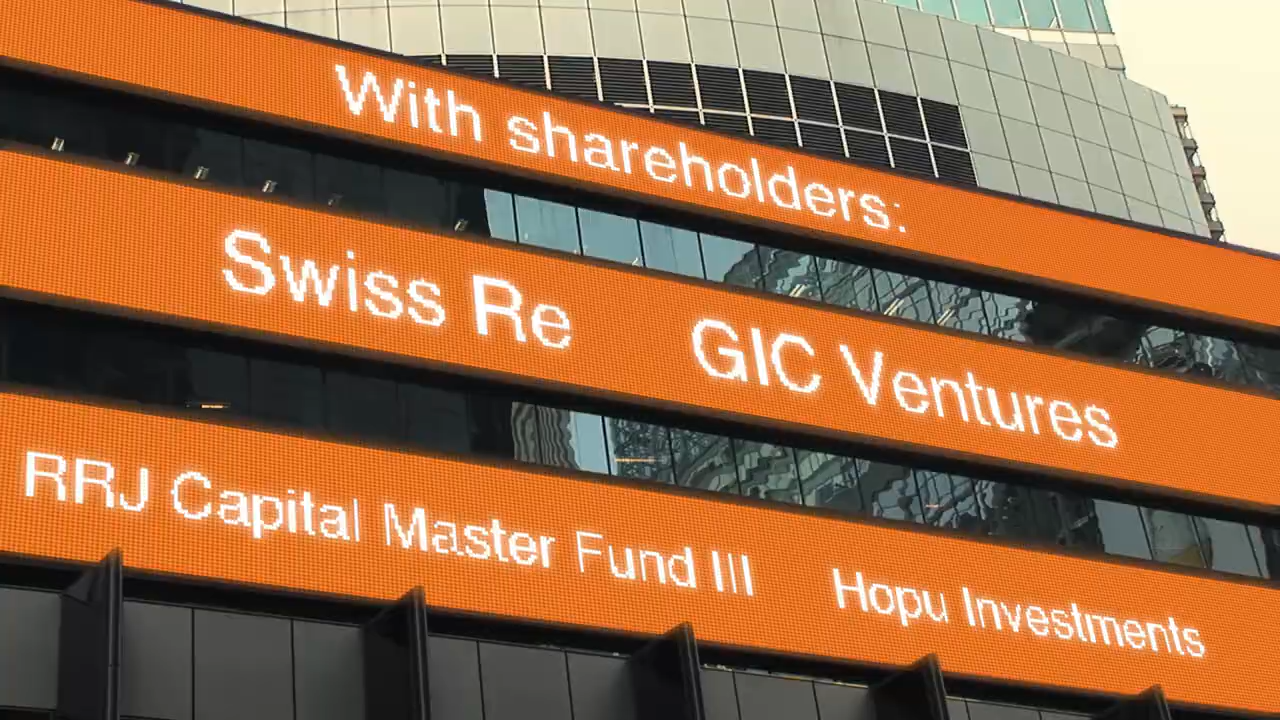 With shareholders:
Swiss Re GIC Ventures
RRJ Capital Master Fund III Hopu Investments